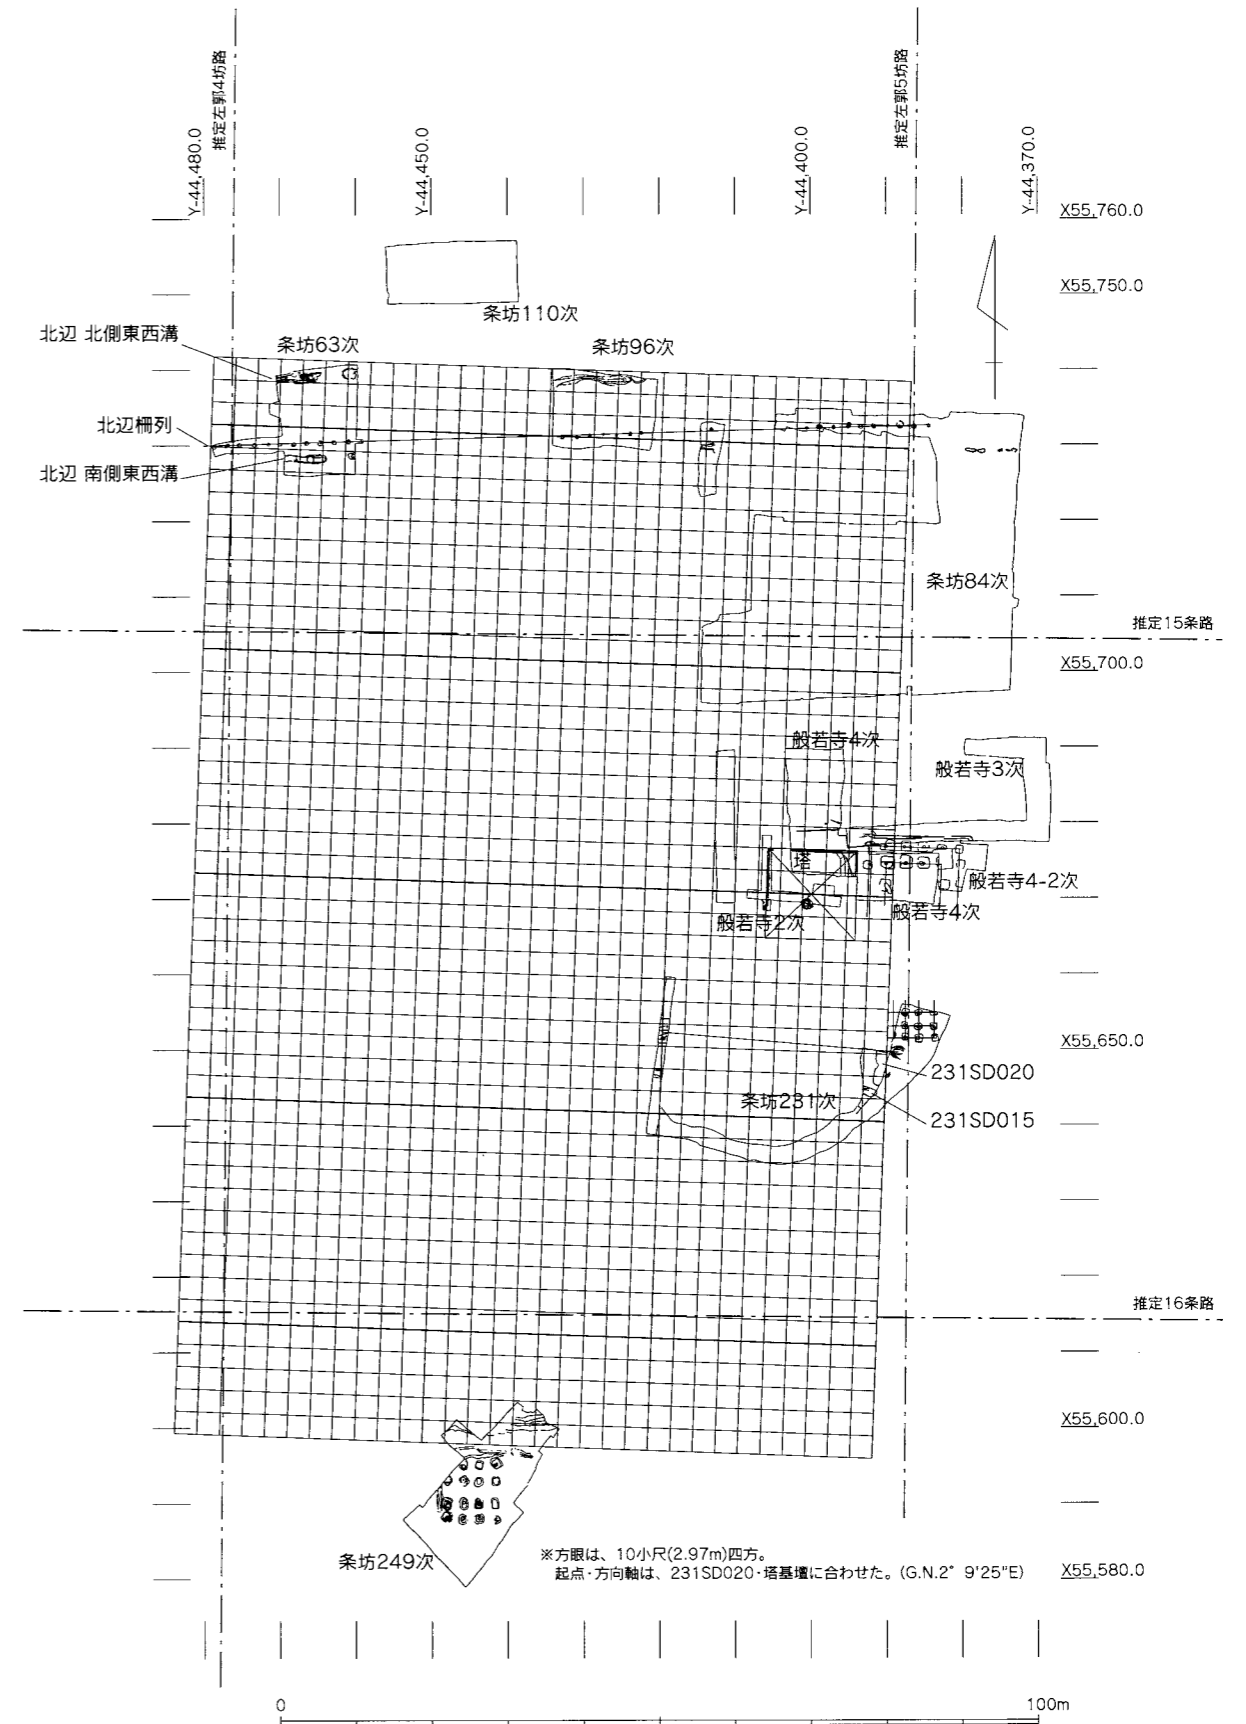 推定左郭4坊路
推定左郭5坊路
Y-44,480.0
Y-44,450.0
Y-44,400.0
Y-44,370.0
X55,760.0
X55,750.0
条坊110次
北辺 北側東西溝
条坊63次
条坊96次
北辺柵列
北辺 南側東西溝
条坊84次
推定15条路
X55,700.0
般若寺4次
般若寺3次
塔
般若寺4-2次
般若寺2次
般若寺4次
X55,650.0
231SD020
条坊231次
231SD015
推定16条路
X55,600.0
条坊249次
※方眼は、10小尺(2.97m)四方。
起点・方向軸は、231SD020・塔基壇に合わせた。(G.N.2°9'25"E)
X55,580.0
0
100m